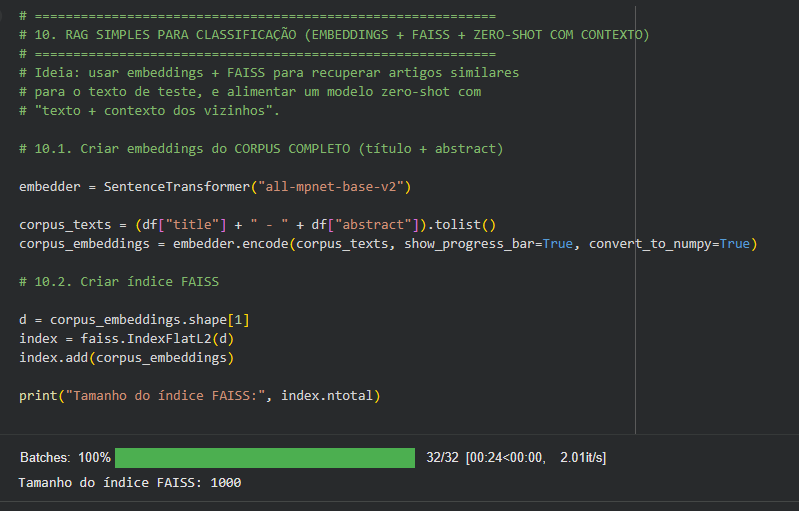 # ==========================================================
# 10. RAG SIMPLES PARA CLASSIFICAÇÃO (EMBEDDINGS + FAISS + ZERO-SHOT COM CONTEXTO)
# ==========================================================
# Ideia: usar embeddings + FAISS para recuperar artigos similares
# para o texto de teste, e alimentar um modelo zero-shot com
# "texto + contexto dos vizinhos".
# 10.1. Criar embeddings do CORPUS COMPLETO (título + abstract)
embedder = SentenceTransformer("all-mpnet-base-v2")
corpus_texts = (df["title"] + " - " + df["abstract"]).tolist()
corpus_embeddings = embedder.encode(corpus_texts, show_progress_bar=True, convert_to_numpy=True)
# 10.2. Criar índice FAISS
d = corpus_embeddings.shape[1]
index = faiss.IndexFlatL2(d)
index.add(corpus_embeddings)
print("Tamanho do índice FAISS:", index.ntotal)
Batches: 100% 32/32 [00:24<00:00, 2.01it/s]
Tamanho do índice FAISS: 1000